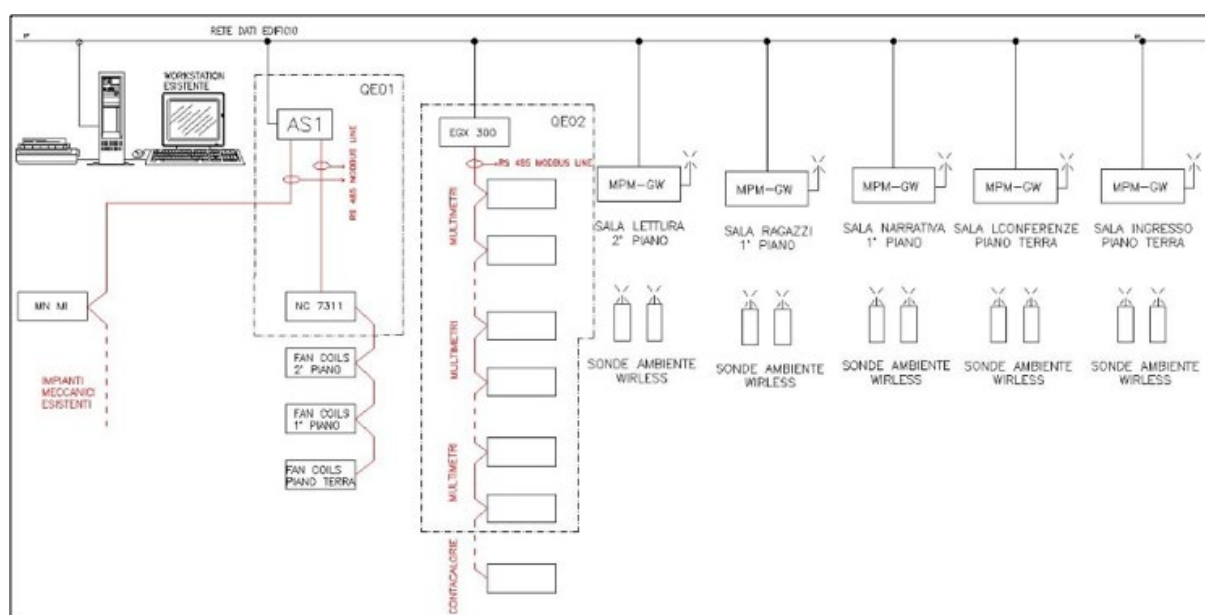 RETE DATI EDIFICIO
WORKSTATION
ESISTENTE
QE01
AS1
RS 485 MODBUS LINE
MN MI
NC 7311
IMPIANTI
MECCANICI
ESISTENTI
FAN COILS
2° PIANO
FAN COILS
1° PIANO
FAN COILS
PIANO TERRA
QE02
EGX 300
RS 485 MODBUS LINE
MULTIMETRI
MULTIMETRI
MULTIMETRI
CONTACALORIE
MPM-GW
SALA LETTURA
2° PIANO
SONDE AMBIENTE
WIRLESS
MPM-GW
SALA RAGAZZI
1° PIANO
SONDE AMBIENTE
WIRLESS
MPM-GW
SALA NARRATIVA
1° PIANO
SONDE AMBIENTE
WIRLESS
MPM-GW
SALA LCONFERENZE
PIANO TERRA
SONDE AMBIENTE
WIRLESS
MPM-GW
SALA INGRESSO
PIANO TERRA
SONDE AMBIENTE
WIRLESS